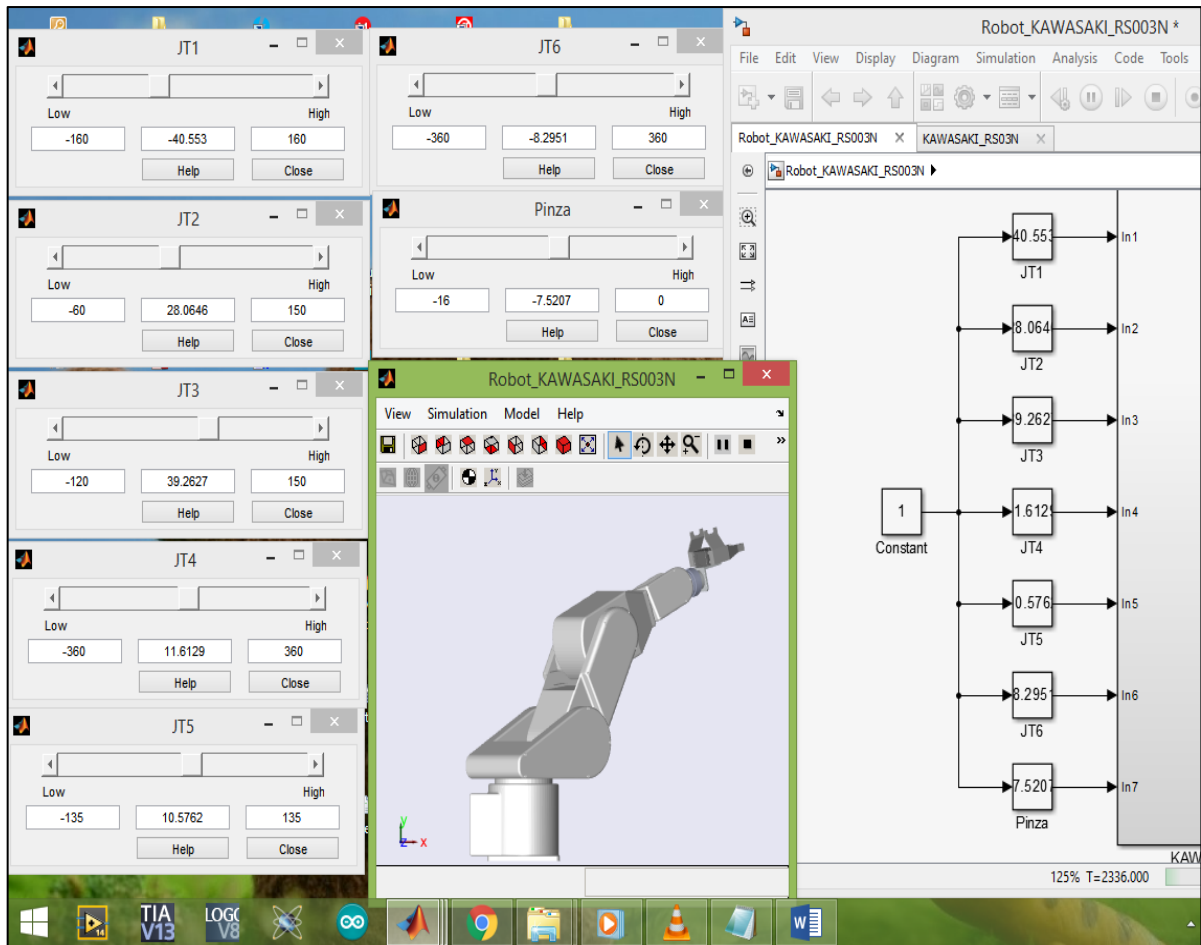 JT1
Low
High
-160
-40.553
160
Help
Close
JT2
Low
High
-60
28.0646
150
Help
Close
JT3
Low
High
-120
39.2627
150
Help
Close
JT4
Low
High
-360
11.6129
360
Help
Close
JT5
Low
High
-135
10.5762
135
Help
Close
JT6
Low
High
-360
-8.2951
360
Help
Close
Pinza
Low
High
-16
-7.5207
0
Help
Close
Robot_KAWASAKI_RS003N
View Simulation Model Help
y
z x
Robot_KAWASAKI_RS003N *
File Edit View Display Diagram Simulation Analysis Code Tools
Robot_KAWASAKI_RS003N
KAWASAKI_RS03N
Robot_KAWASAKI_RS003N
1
Constant
40.553
JT1
In1
8.064
JT2
In2
9.262
JT3
In3
1.6129
JT4
In4
0.576
JT5
In5
8.2951
JT6
In6
7.5207
Pinza
In7
KAW
125% T=2336.000
14
TIA
V13
LOGO
V8